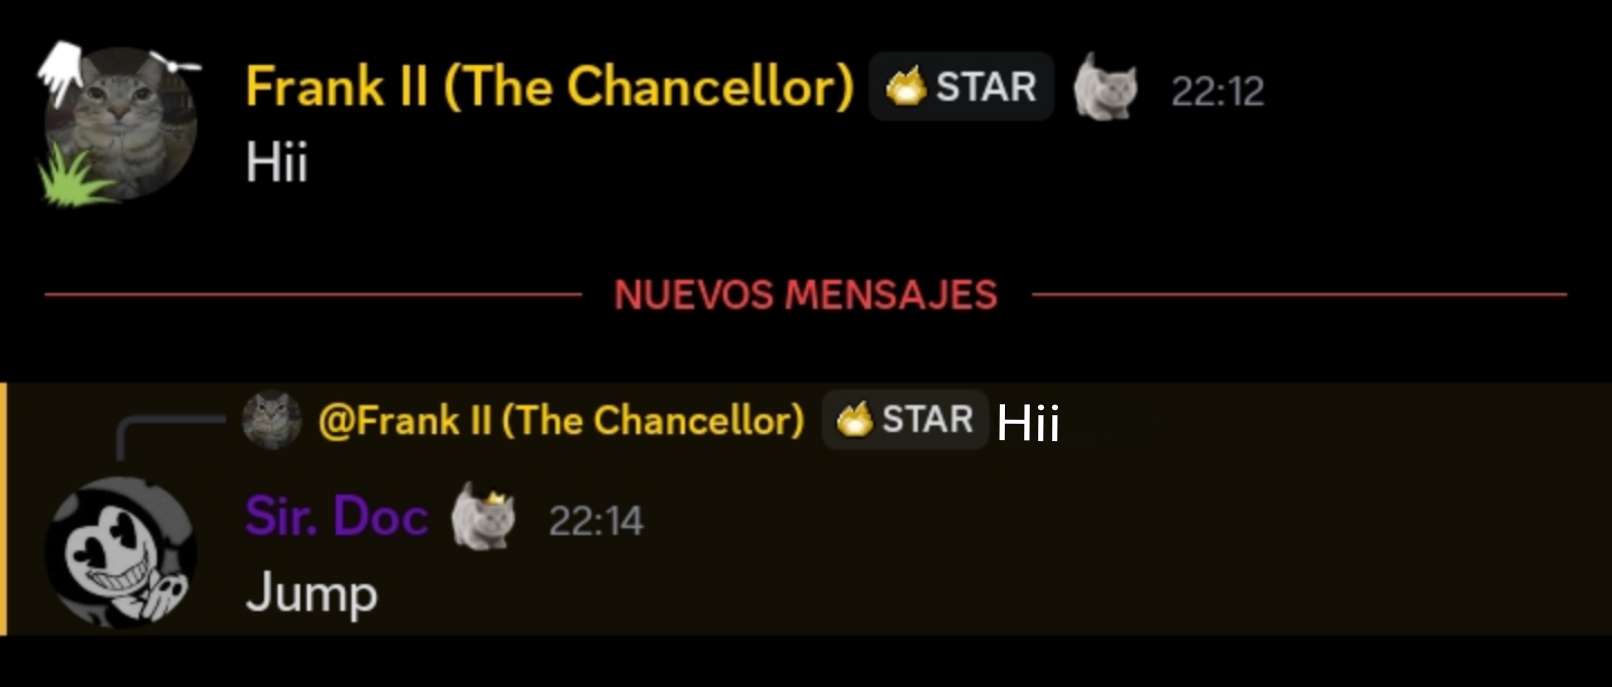 Frank II (The Chancellor) STAR 22:12
Hii
NUEVOS MENSAJES
@Frank II (The Chancellor) STAR Hii
Sir. Doc 22:14
Jump